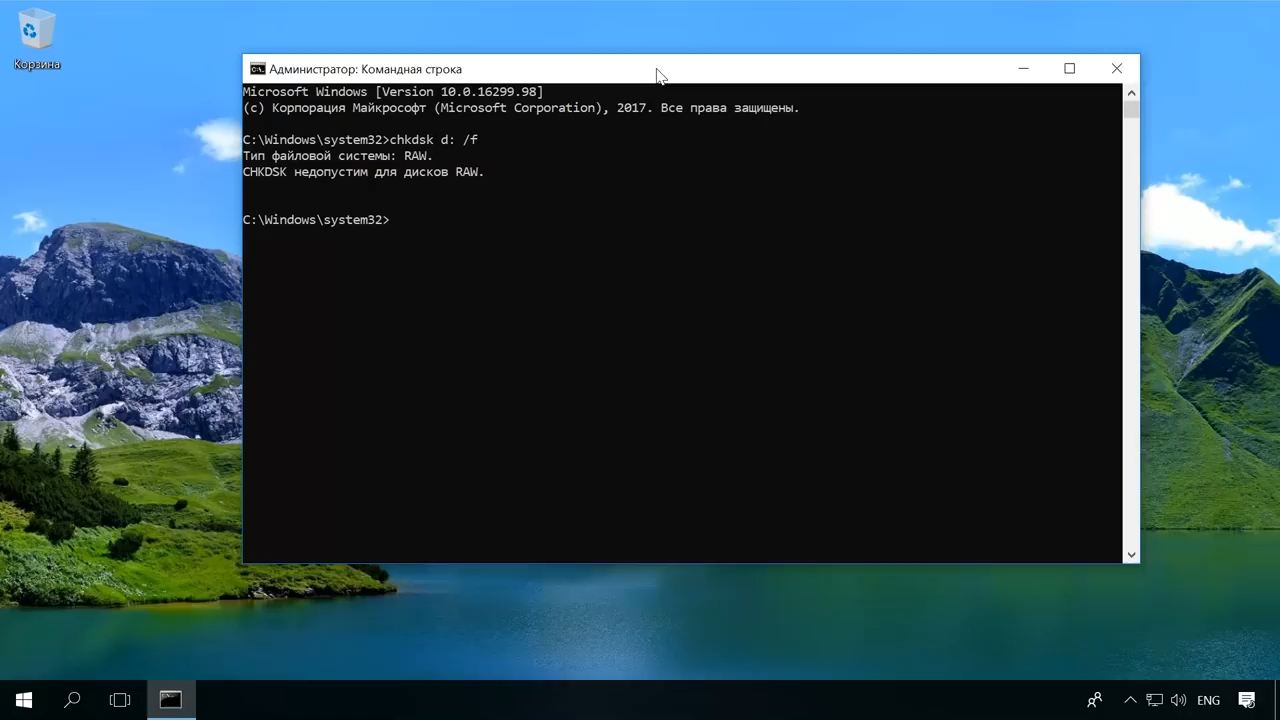 Корзина
Администратор: Командная строка
Microsoft Windows [Version 10.0.16299.98]
(c) Корпорация Майкрософт (Microsoft Corporation), 2017. Все права защищены.
C:\Windows\system32>chkdsk d: /f
Тип файловой системы: RAW.
CHKDSK недопустим для дисков RAW.
C:\Windows\system32>
ENG